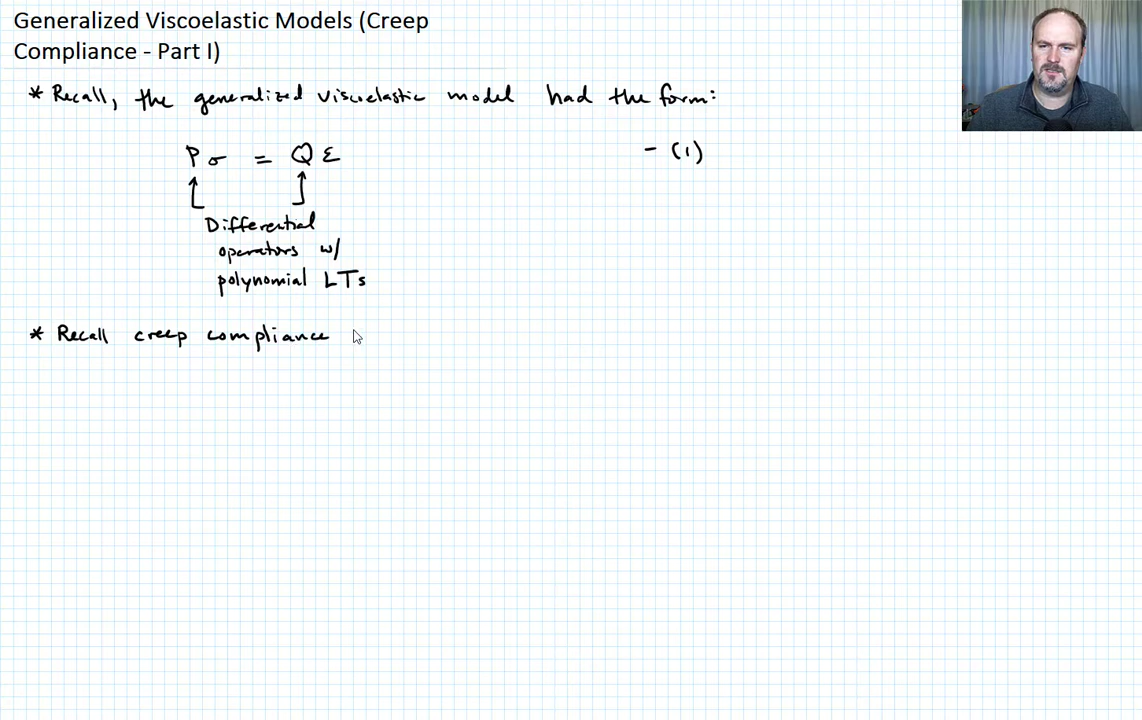 Generalized Viscoelastic Models (Creep
Compliance - Part I)
* Recall, the generalized viscoelastic model had the form:
Pσ = Qε - (1)
Differential
operators w/
polynomial LTs
* Recall creep compliance